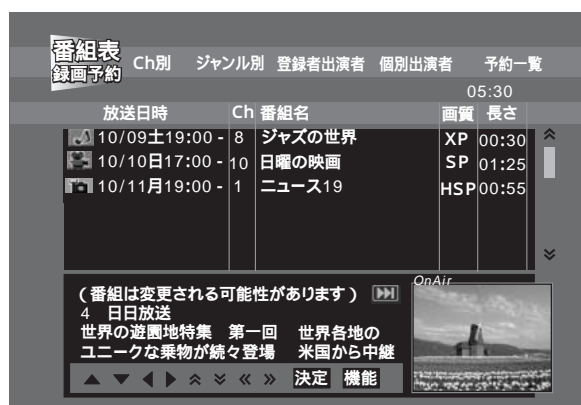 番組表
録画予約
Ch別 ジャンル別 登録者出演者 個別出演者 予約一覧
05:30
放送日時 Ch 番組名 画質 長さ
10/09土19:00 - 8 ジャズの世界 XP 00:30
10/10日17:00 - 10 日曜の映画 SP 01:25
10/11月19:00 - 1 ニュース19 HSP 00:55
(番組は変更される可能性があります)
OnAir
4 日日放送
世界の遊園地特集 第一回 世界各地の
ユニークな乗物が続々登場 米国から中継
▲ ▼ ◀ ▶ « » 決定 機能